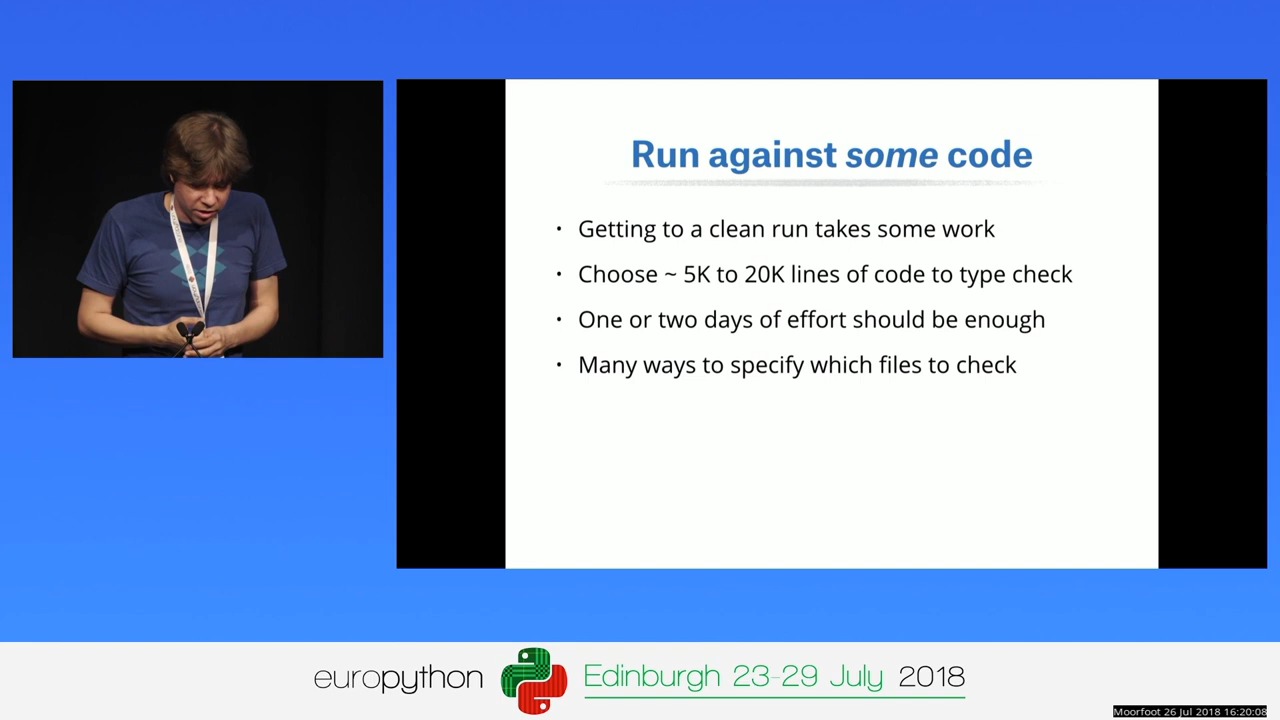 Run against some code
• Getting to a clean run takes some work
• Choose ~ 5K to 20K lines of code to type check
• One or two days of effort should be enough
• Many ways to specify which files to check
europython Edinburgh 23-29 July 2018
Moorfoot 26 Jul 2018 16:20:08